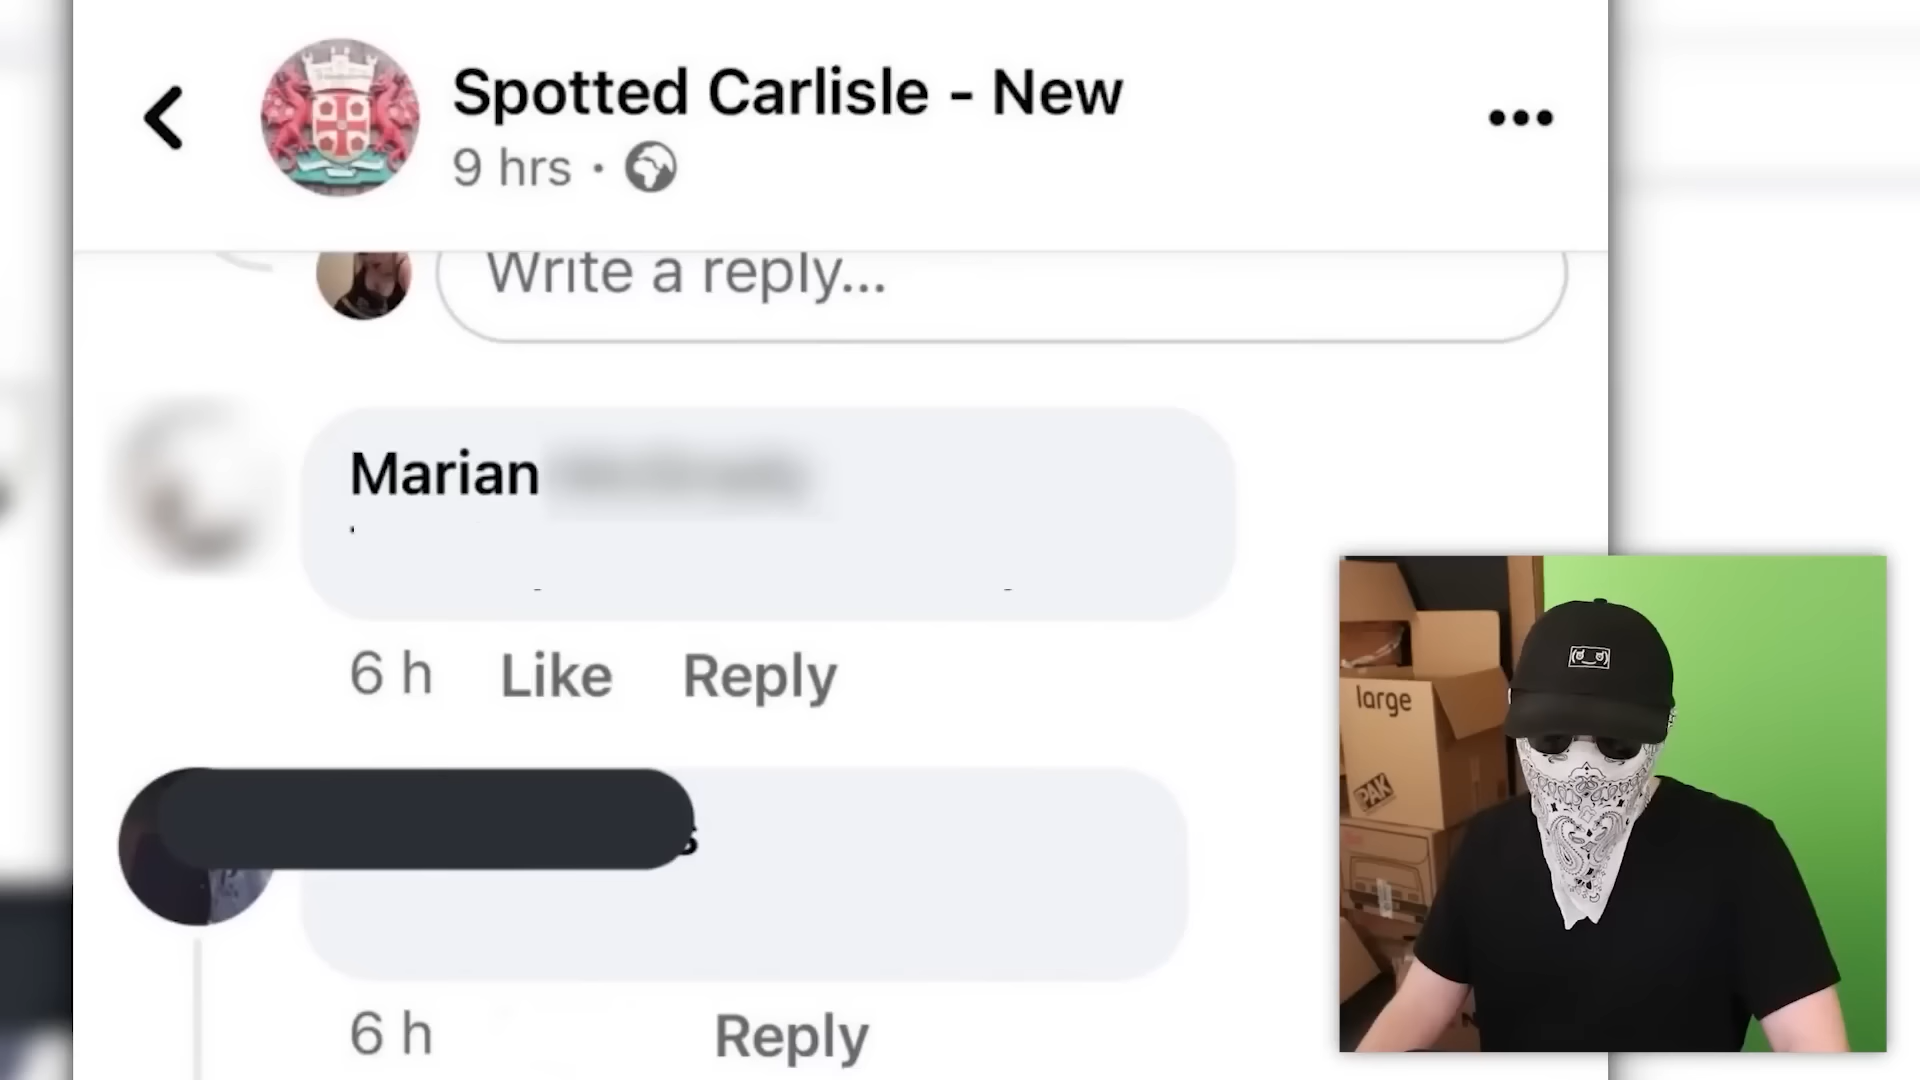 Spotted Carlisle - New
9 hrs ·
Write a reply...
Marian
6 h Like Reply
s
6 h Reply
large
PAK